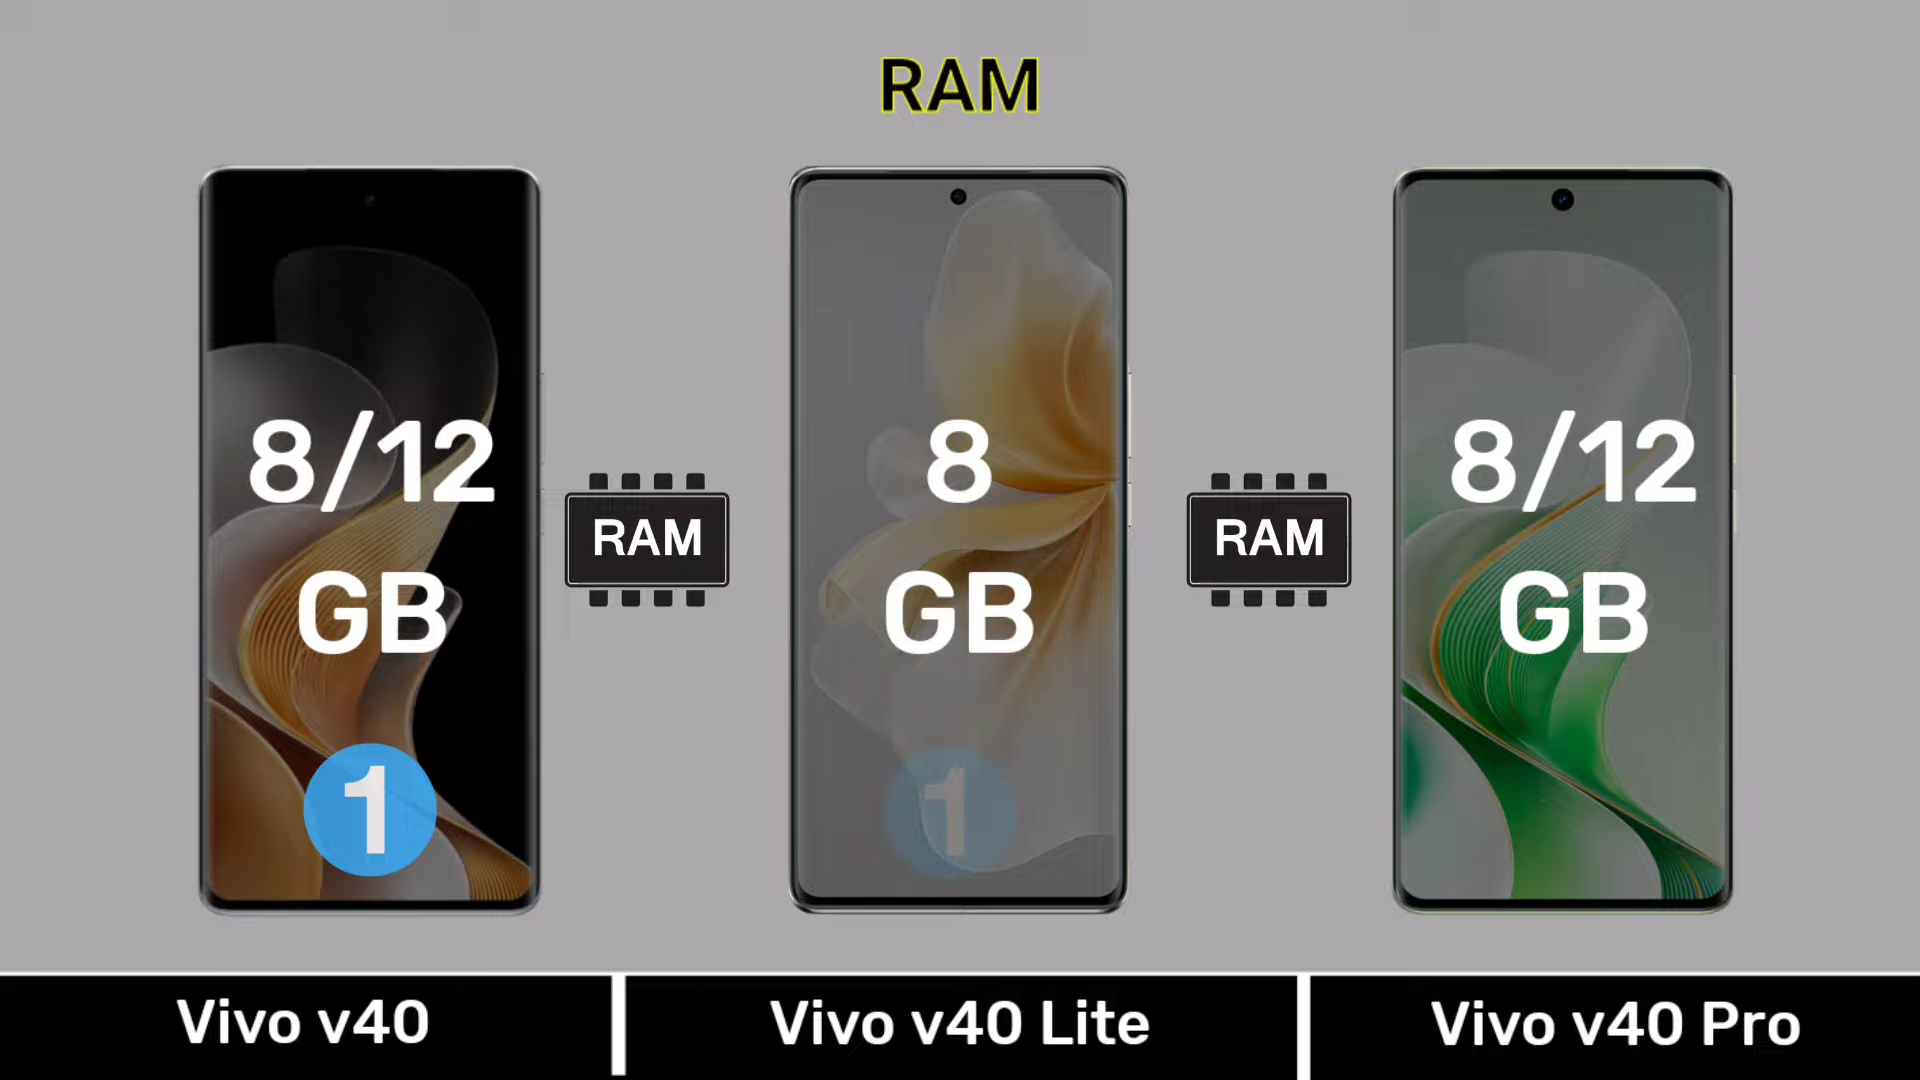 RAM
8/12
GB
1
RAM
8
GB
1
RAM
8/12
GB
Vivo v40
Vivo v40 Lite
Vivo v40 Pro